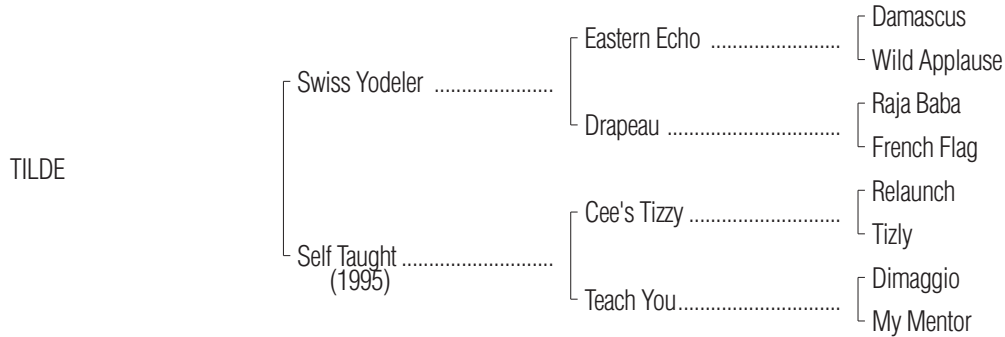 Damascus
Eastern Echo ........................
Wild Applause
Swiss Yodeler ......................
Raja Baba
Drapeau ................................
French Flag
TILDE
Relaunch
Cee's Tizzy ............................
Tizly
Self Taught ............................
(1995)
Dimaggio
Teach You..............................
My Mentor